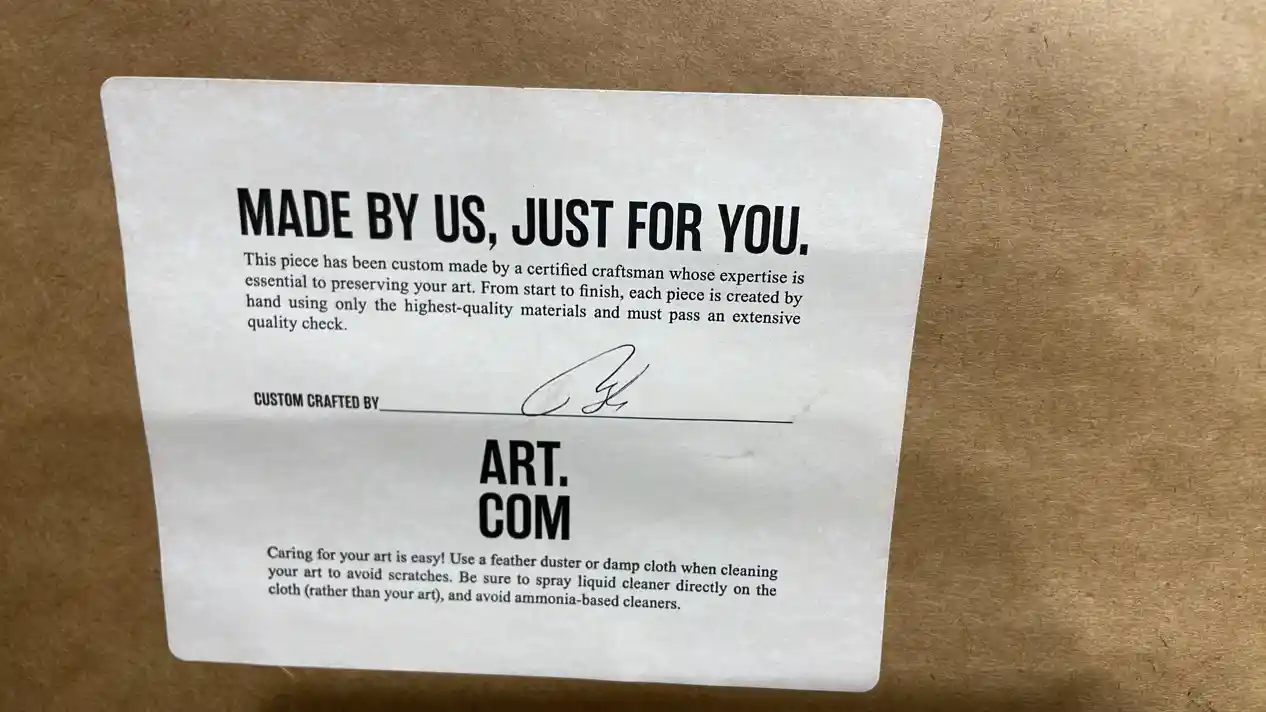 MADE BY US, JUST FOR YOU.
This piece has been custom made by a certified craftsman whose expertise is
essential to preserving your art. From start to finish, each piece is created by
hand using only the highest-quality materials and must pass an extensive
quality check.
CUSTOM CRAFTED BY
ART.
COM
Caring for your art is easy! Use a feather duster or damp cloth when cleaning
your art to avoid scratches. Be sure to spray liquid cleaner directly on the
cloth (rather than your art), and avoid ammonia-based cleaners.